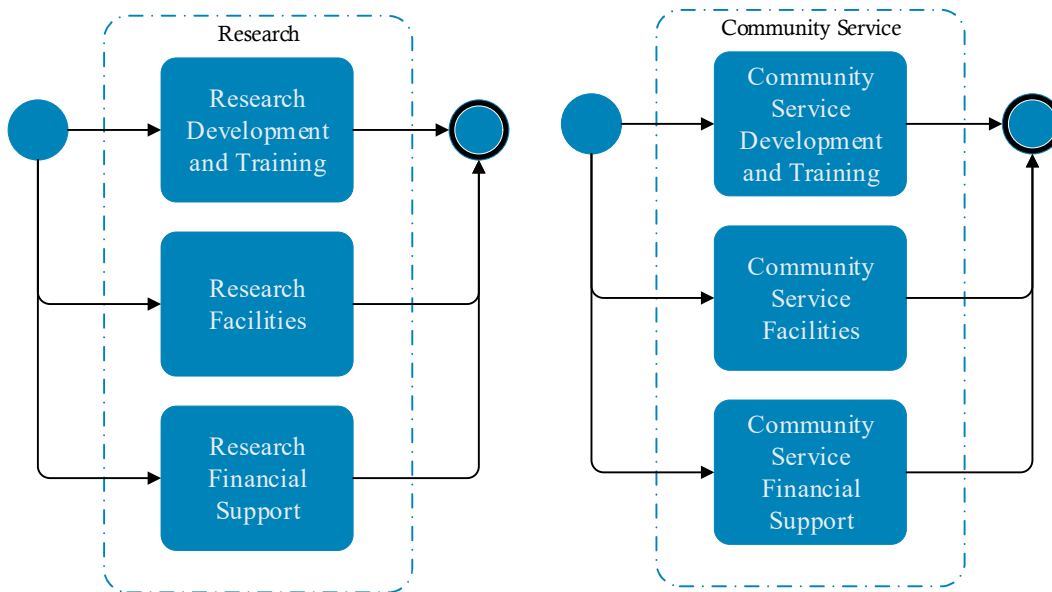 Research
Research
Development
and Training
Research
Facilities
Research
Financial
Support
Community Service
Community
Service
Development
and Training
Community
Service
Facilities
Community
Service
Financial
Support